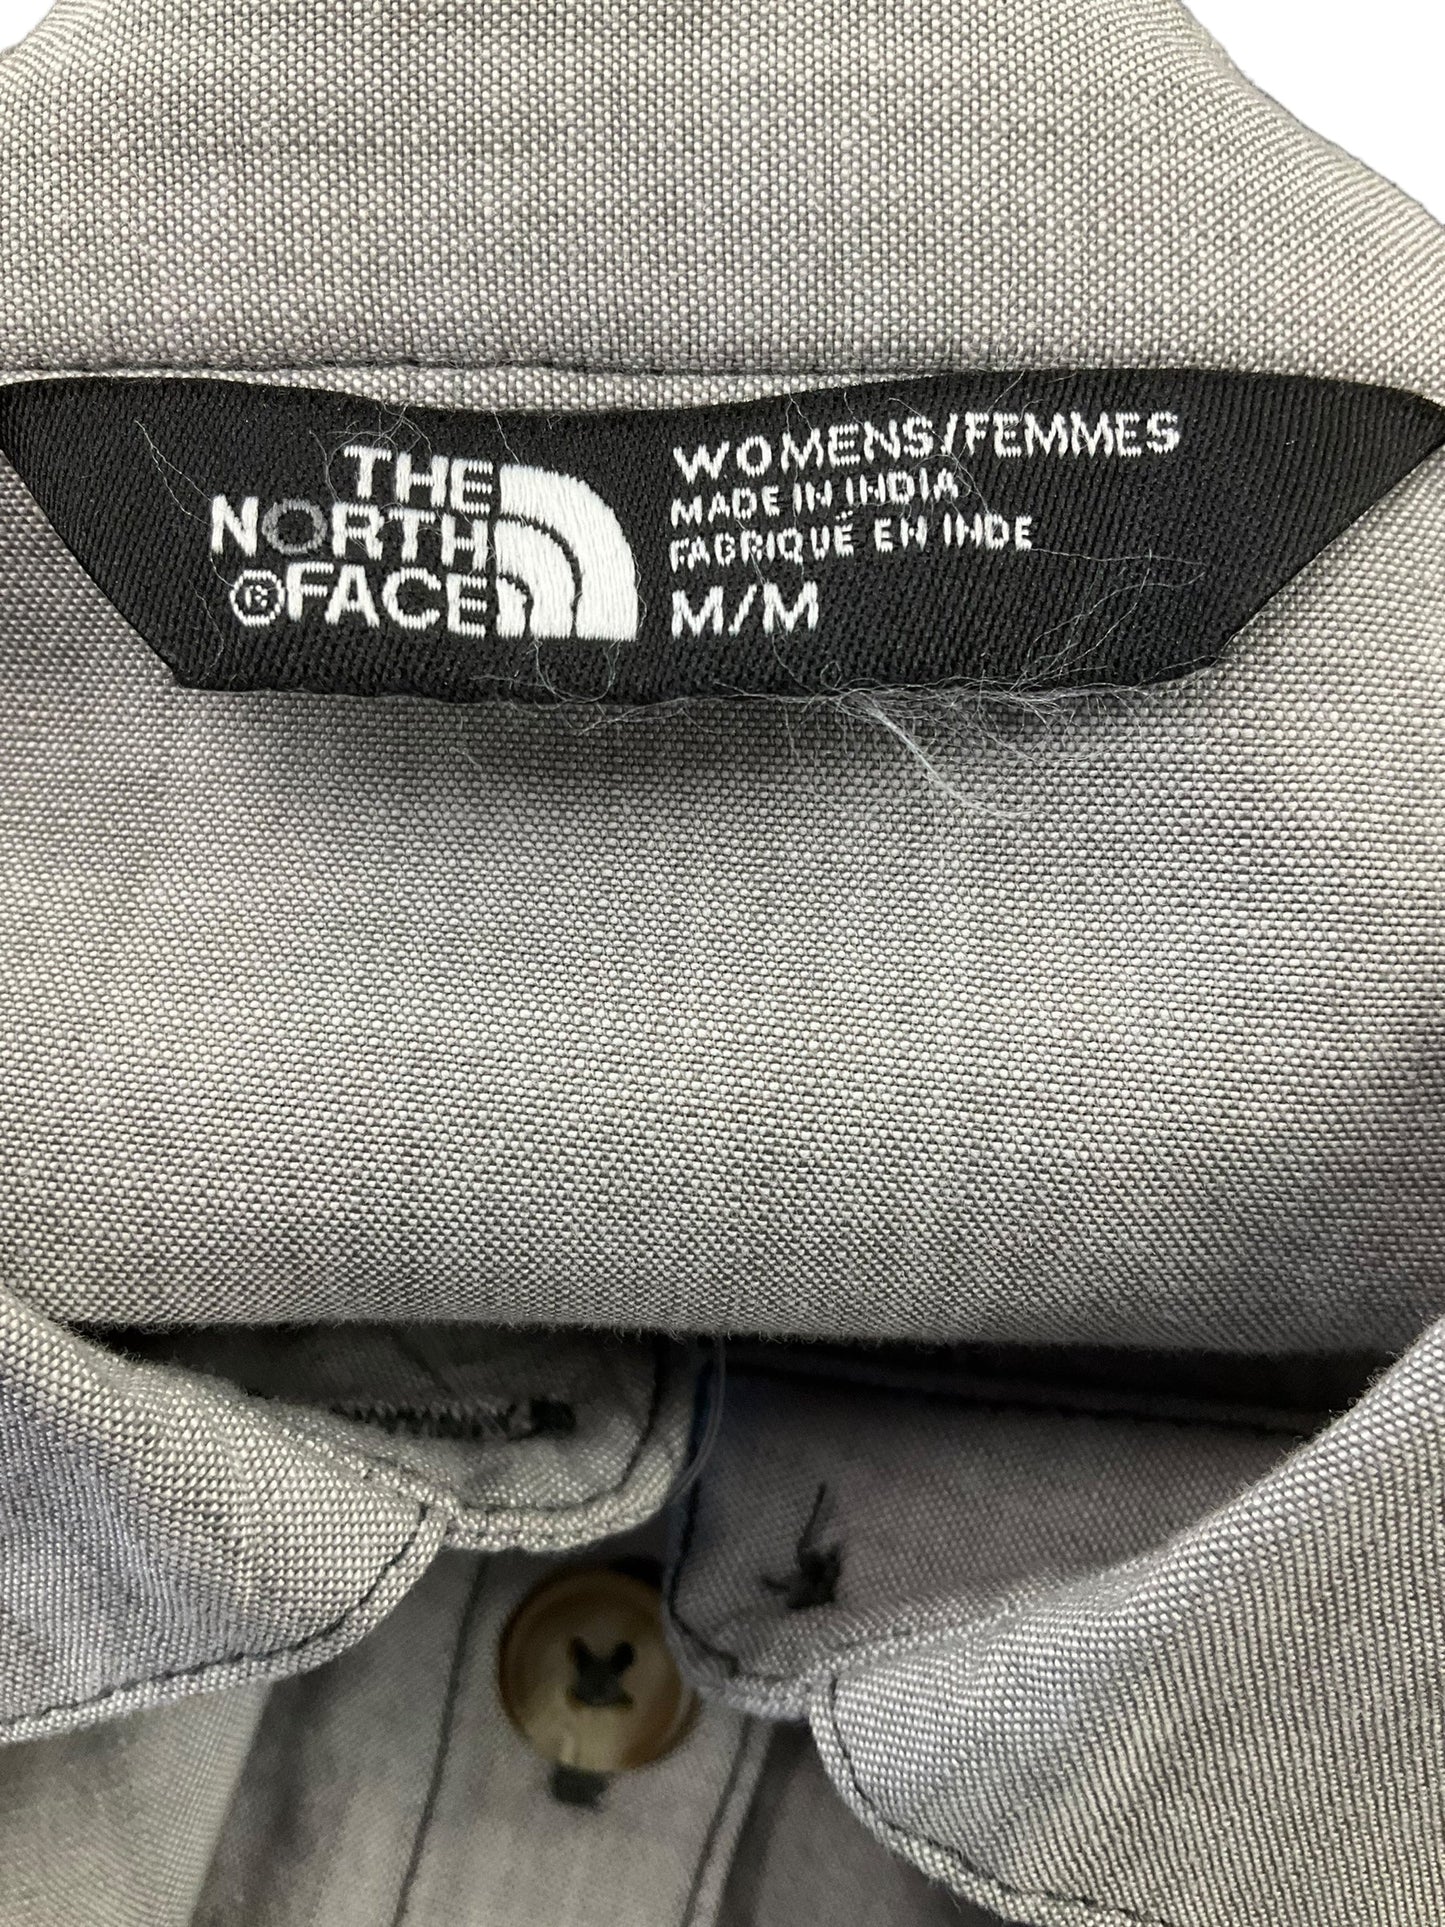 THE
NORTH
®FACE
WOMENS/FEMMES
MADE IN INDIA
FABRIQUÉ EN INDE
M/M